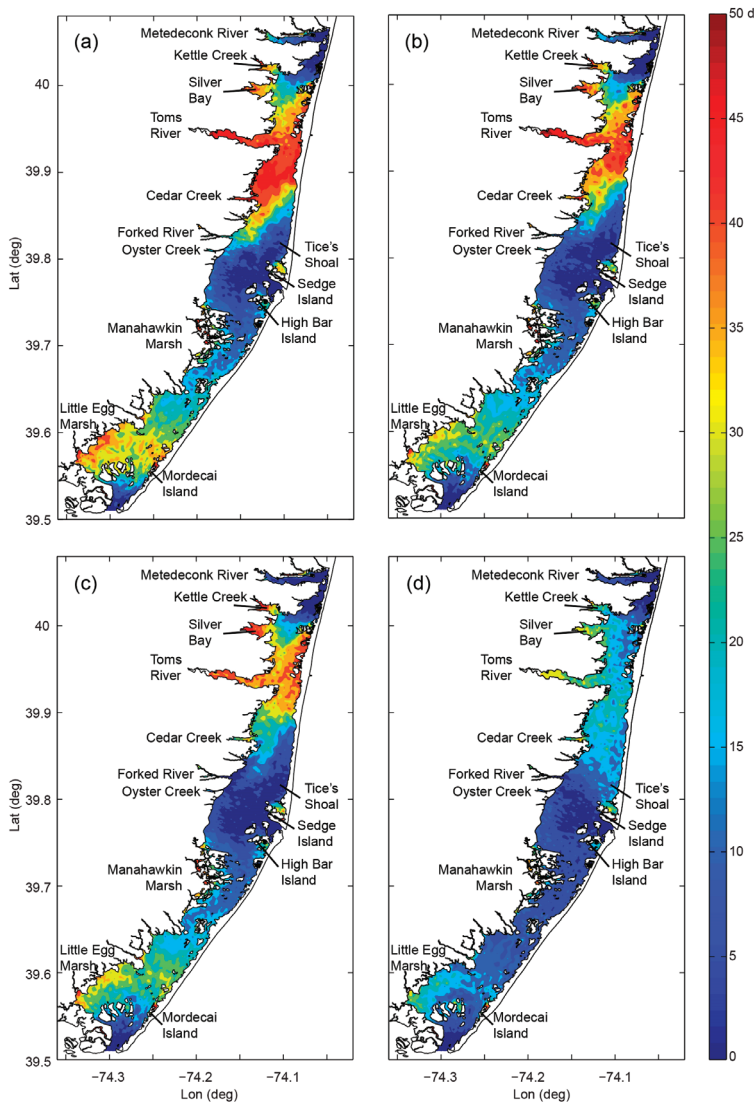 (a)
Metedeconk River
Kettle Creek
Silver
Bay
Toms
River
Cedar Creek
Forked River
Oyster Creek
Tice's
Shoal
Sedge
Island
High Bar
Island
Manahawkin
Marsh
Little Egg
Marsh
Mordecai
Island
40
39.9
39.8
39.7
39.6
39.5
Lat (deg)
(b)
Metedeconk River
Kettle Creek
Silver
Bay
Toms
River
Cedar Creek
Forked River
Oyster Creek
Tice's
Shoal
Sedge
Island
High Bar
Island
Manahawkin
Marsh
Little Egg
Marsh
Mordecai
Island
(c)
Metedeconk River
Kettle Creek
Silver
Bay
Toms
River
Cedar Creek
Forked River
Oyster Creek
Tice's
Shoal
Sedge
Island
High Bar
Island
Manahawkin
Marsh
Little Egg
Marsh
Mordecai
Island
40
39.9
39.8
39.7
39.6
39.5
Lat (deg)
−74.3 −74.2 −74.1
Lon (deg)
(d)
Metedeconk River
Kettle Creek
Silver
Bay
Toms
River
Cedar Creek
Forked River
Oyster Creek
Tice's
Shoal
Sedge
Island
High Bar
Island
Manahawkin
Marsh
Little Egg
Marsh
Mordecai
Island
−74.3 −74.2 −74.1
Lon (deg)
50 d
45
40
35
30
25
20
15
10
5
0